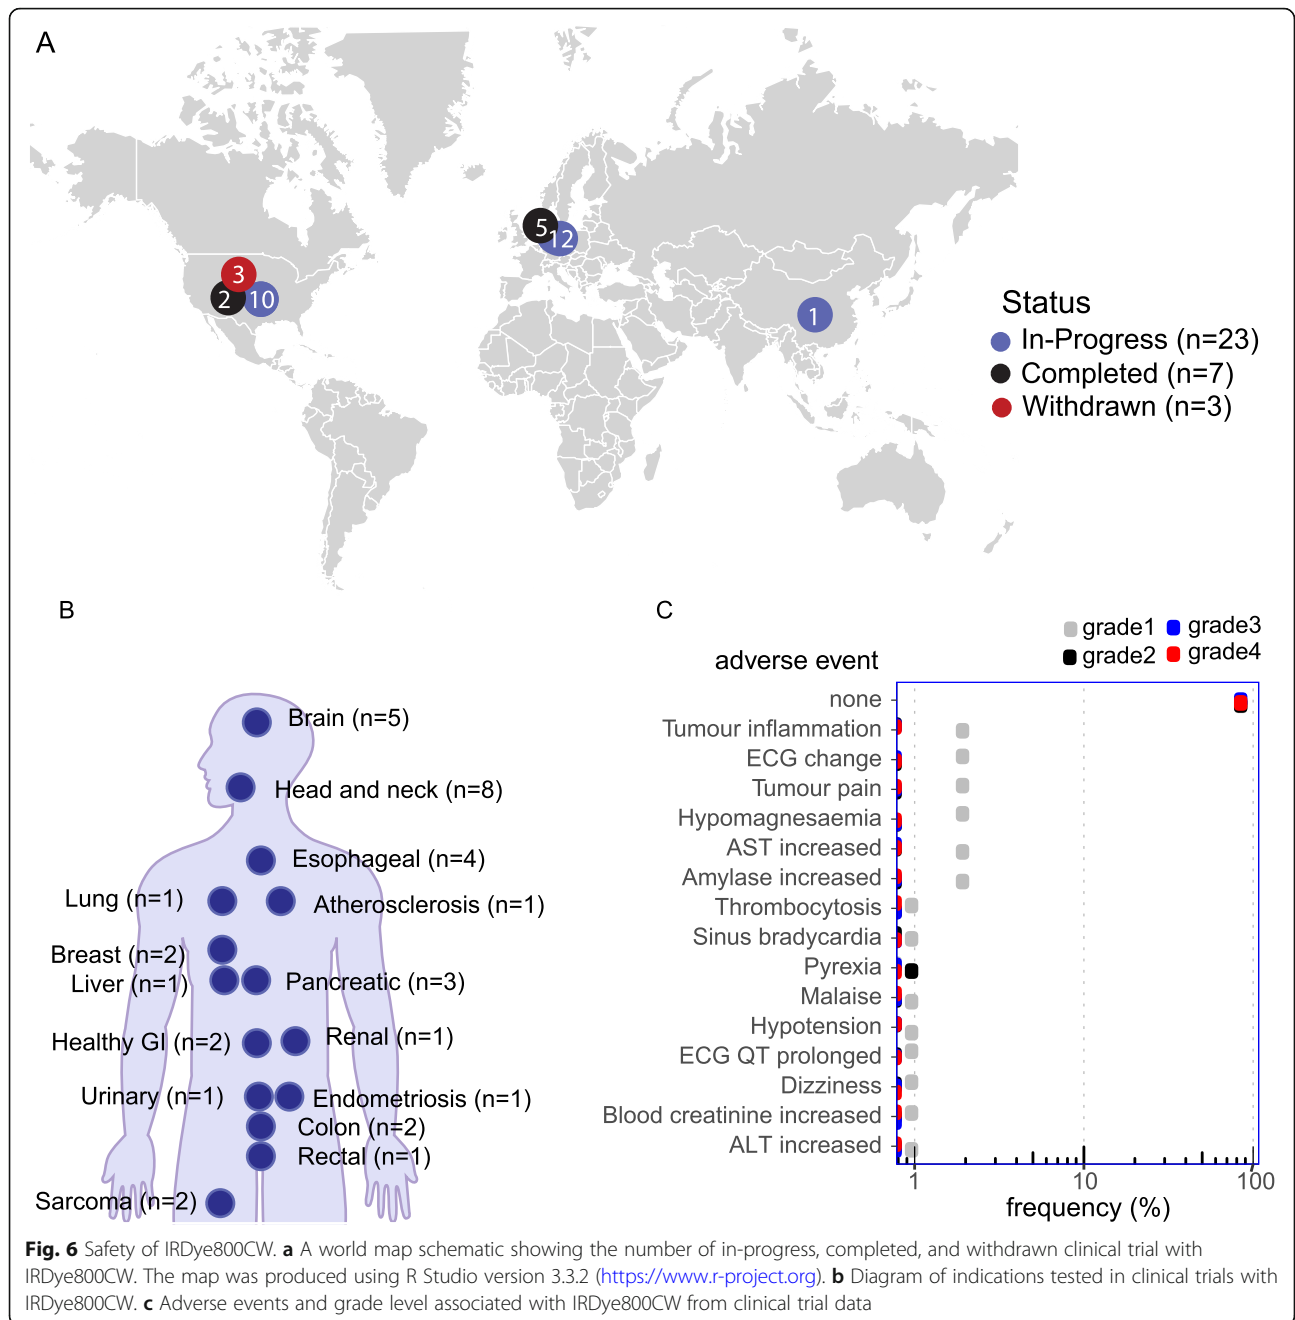 A
5
12
3
2
10
1
Status
In-Progress (n=23)
Completed (n=7)
Withdrawn (n=3)
B
Brain (n=5)
Head and neck (n=8)
Esophageal (n=4)
Lung (n=1)
Atherosclerosis (n=1)
Breast (n=2)
Liver (n=1)
Pancreatic (n=3)
Healthy GI (n=2)
Renal (n=1)
Urinary (n=1)
Endometriosis (n=1)
Colon (n=2)
Rectal (n=1)
Sarcoma (n=2)
C
grade1 grade3
grade2 grade4
adverse event
none
Tumour inflammation
ECG change
Tumour pain
Hypomagnesaemia
AST increased
Amylase increased
Thrombocytosis
Sinus bradycardia
Pyrexia
Malaise
Hypotension
ECG QT prolonged
Dizziness
Blood creatinine increased
ALT increased
1 10 100
frequency (%)
Fig. 6 Safety of IRDye800CW. a A world map schematic showing the number of in-progress, completed, and withdrawn clinical trial with
IRDye800CW. The map was produced using R Studio version 3.3.2 (https://www.r-project.org). b Diagram of indications tested in clinical trials with
IRDye800CW. c Adverse events and grade level associated with IRDye800CW from clinical trial data